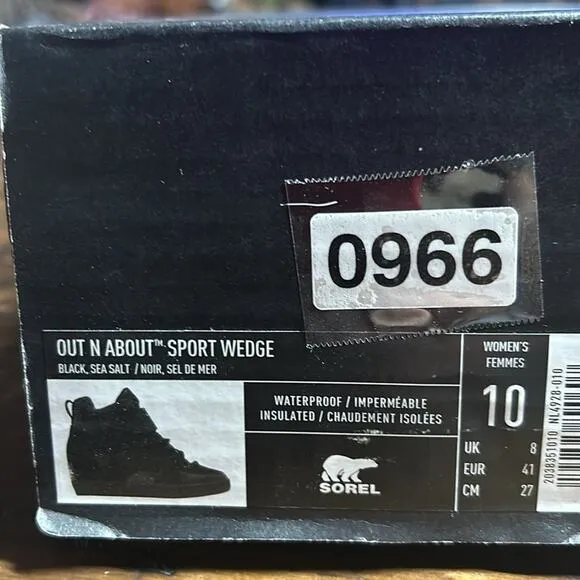 0966
OUT N ABOUT™ SPORT WEDGE
BLACK, SEA SALT / NOIR, SEL DE MER
WATERPROOF / IMPERMÉABLE
INSULATED / CHAUDEMENT ISOLÉES
SOREL
WOMEN'S
FEMMES
10
UK 8
EUR 41
CM 27
2038351010 NL4928-010